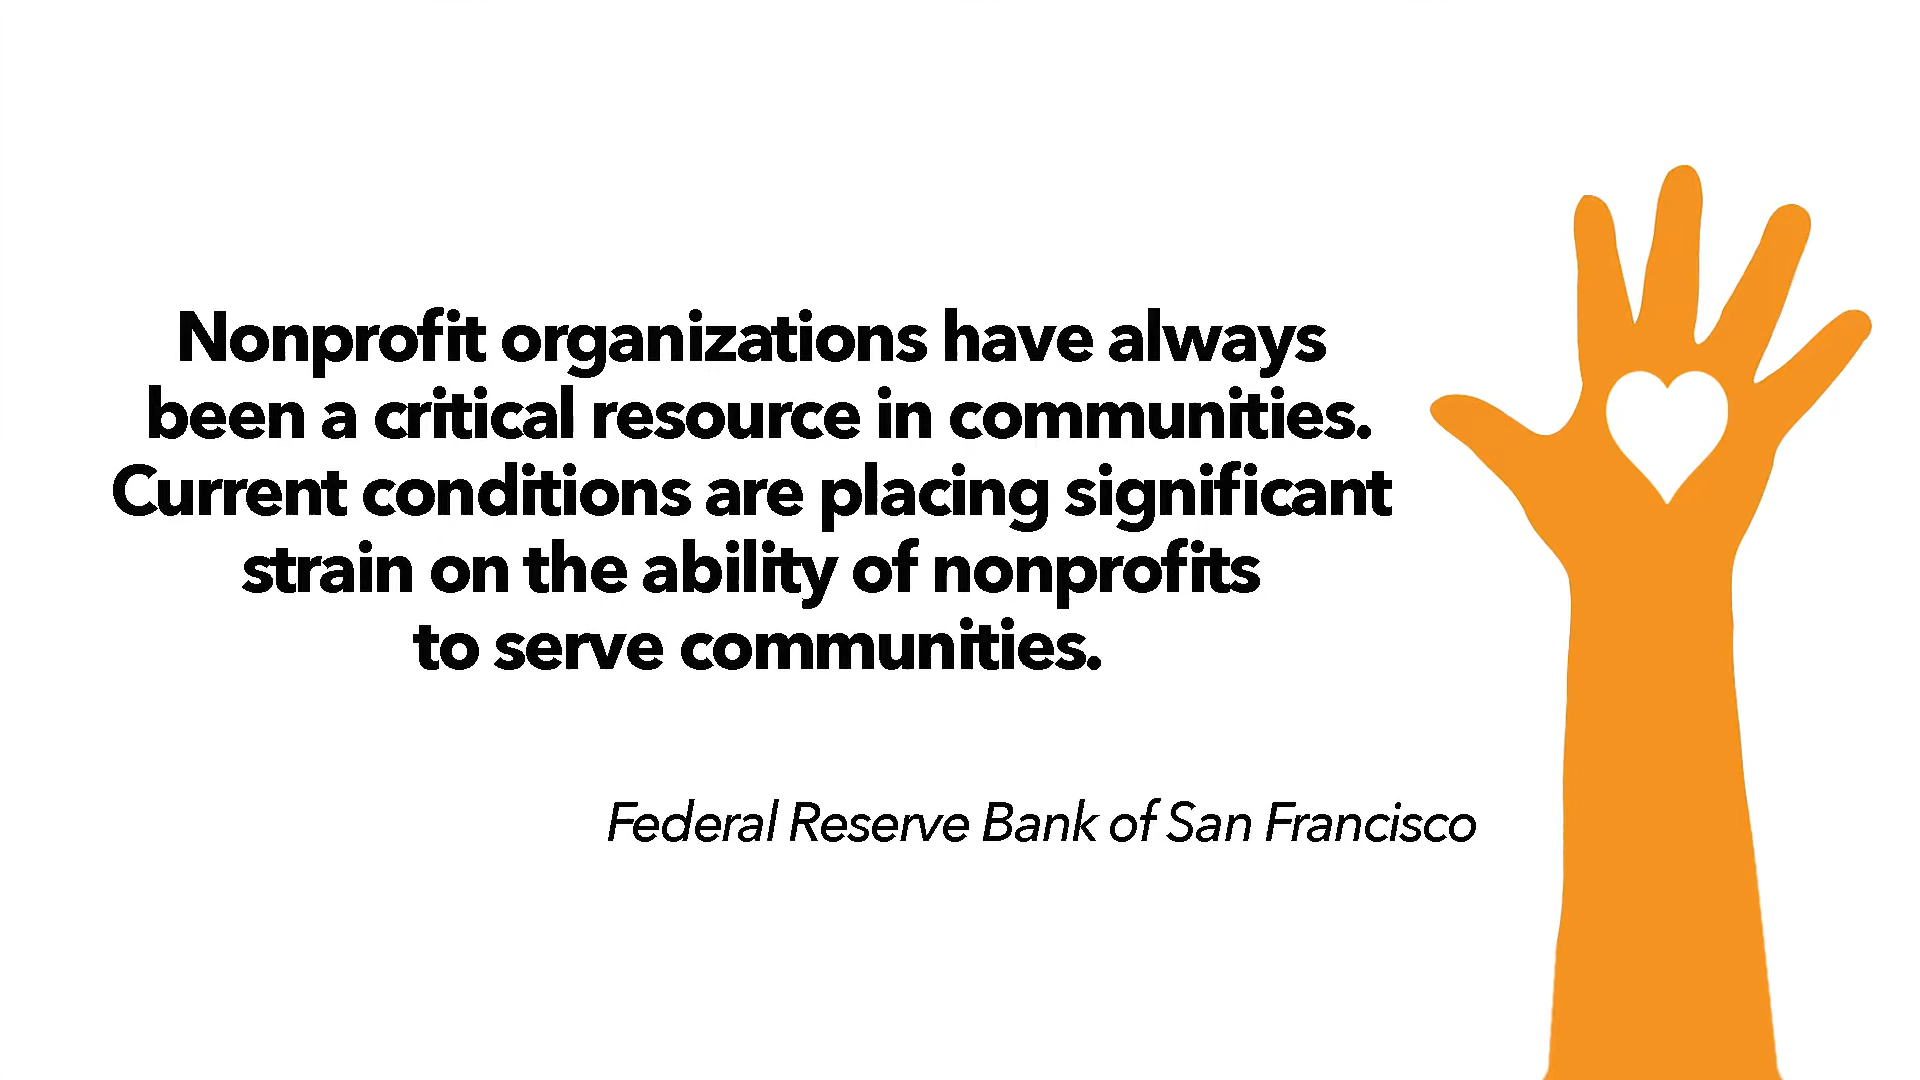 Nonprofit organizations have always
been a critical resource in communities.
Current conditions are placing significant
strain on the ability of nonprofits
to serve communities.
Federal Reserve Bank of San Francisco